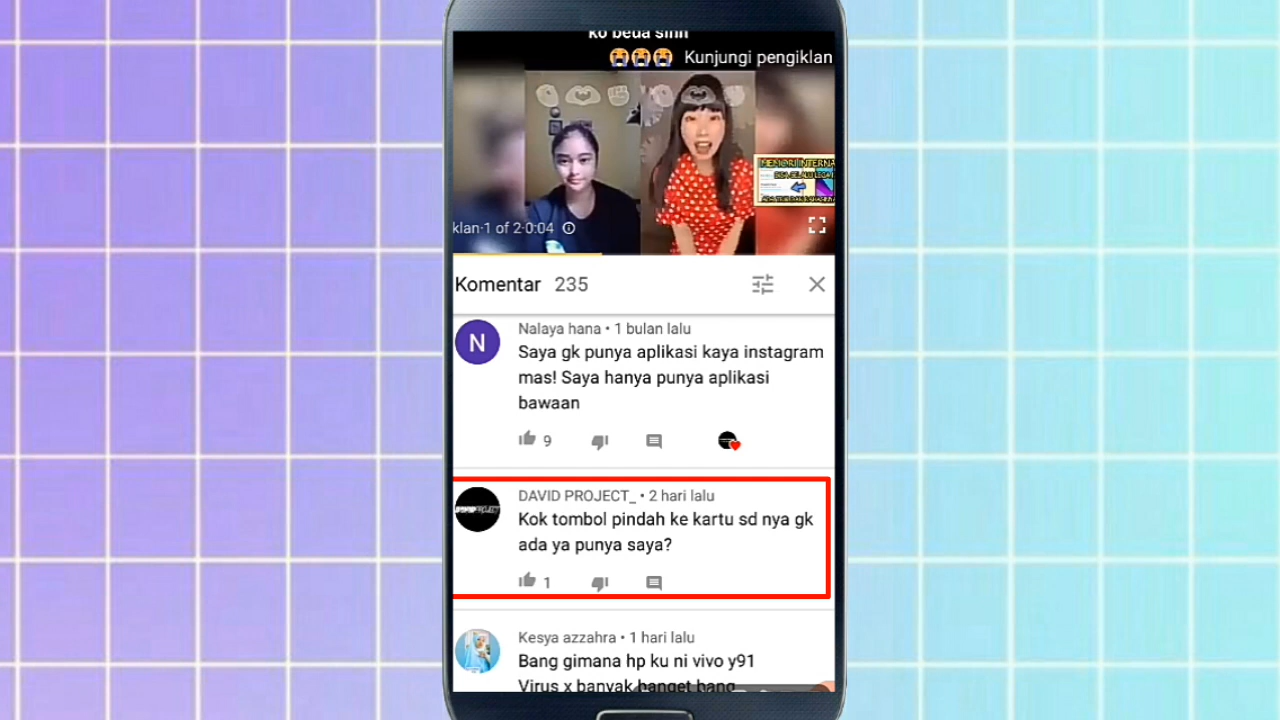 ko beda sihh
Kunjungi pengiklan
MEMORI INTERNA
klan·1 of 2·0:04
Komentar 235
N
Nalaya hana • 1 bulan lalu
Saya gk punya aplikasi kaya instagram
mas! Saya hanya punya aplikasi
bawaan
9
DAVID PROJECT_ • 2 hari lalu
Kok tombol pindah ke kartu sd nya gk
ada ya punya saya?
1
Kesya azzahra • 1 hari lalu
Bang gimana hp ku ni vivo y91
Virus x banyak banget bang